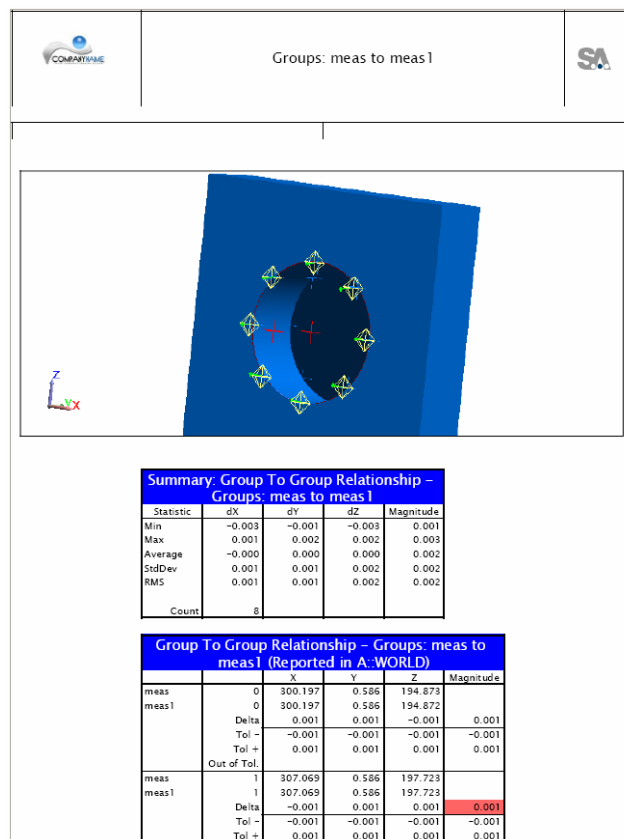 COMPANYNAME
Groups: meas to meas1
SA
Z
Y X
Summary: Group To Group Relationship –
Groups: meas to meas1
Statistic dX dY dZ Magnitude
Min -0.003 -0.001 -0.003 0.001
Max 0.001 0.002 0.002 0.003
Average -0.000 0.000 0.000 0.002
StdDev 0.001 0.001 0.002 0.002
RMS 0.001 0.001 0.002 0.002
Count 8
Group To Group Relationship – Groups: meas to
meas1 (Reported in A::WORLD)
X Y Z Magnitude
meas 0 300.197 0.586 194.873
meas1 0 300.197 0.586 194.872
Delta 0.001 0.001 -0.001 0.001
Tol – -0.001 -0.001 -0.001 -0.001
Tol + 0.001 0.001 0.001 0.001
Out of Tol.
meas 1 307.069 0.586 197.723
meas1 1 307.069 0.586 197.723
Delta -0.001 0.001 0.001 0.001
Tol – -0.001 -0.001 -0.001 -0.001
Tol + 0.001 0.001 0.001 0.001